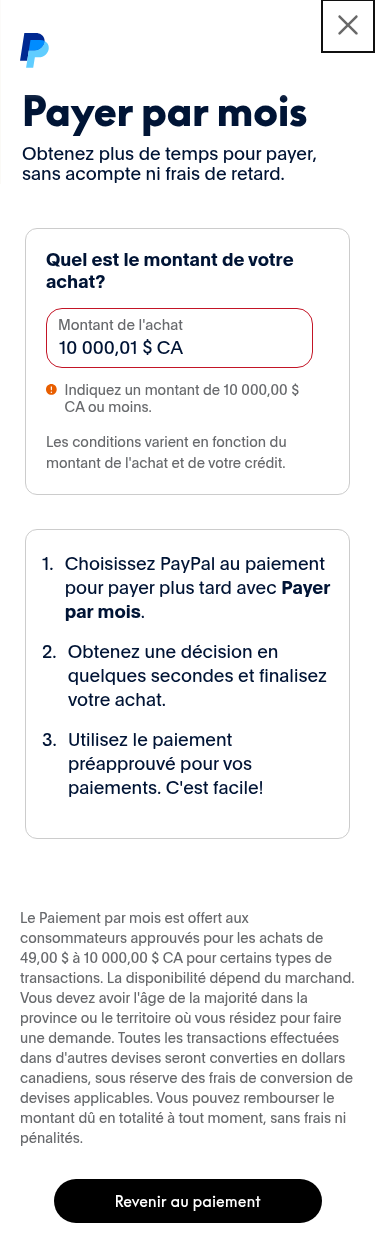 Payer par mois
Obtenez plus de temps pour payer,
sans acompte ni frais de retard.
Quel est le montant de votre
achat?
Montant de l'achat
10 000,01 $ CA
Indiquez un montant de 10 000,00 $
CA ou moins.
Les conditions varient en fonction du
montant de l'achat et de votre crédit.
1. Choisissez PayPal au paiement
pour payer plus tard avec Payer
par mois.
2. Obtenez une décision en
quelques secondes et finalisez
votre achat.
3. Utilisez le paiement
préapprouvé pour vos
paiements. C'est facile!
Le Paiement par mois est offert aux
consommateurs approuvés pour les achats de
49,00 $ à 10 000,00 $ CA pour certains types de
transactions. La disponibilité dépend du marchand.
Vous devez avoir l'âge de la majorité dans la
province ou le territoire où vous résidez pour faire
une demande. Toutes les transactions effectuées
dans d'autres devises seront converties en dollars
canadiens, sous réserve des frais de conversion de
devises applicables. Vous pouvez rembourser le
montant dû en totalité à tout moment, sans frais ni
pénalités.
Revenir au paiement